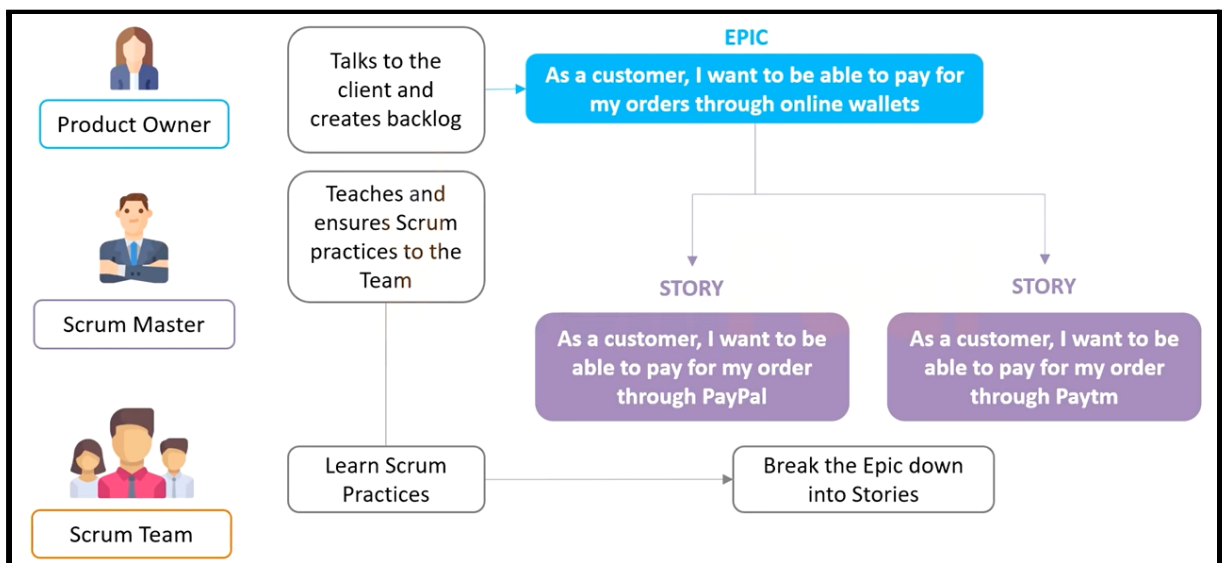 Product Owner
Talks to the
client and
creates backlog
EPIC
As a customer, I want to be able to pay for
my orders through online wallets
Scrum Master
Teaches and
ensures Scrum
practices to the
Team
STORY
As a customer, I want to be
able to pay for my order
through PayPal
STORY
As a customer, I want to be
able to pay for my order
through Paytm
Scrum Team
Learn Scrum
Practices
Break the Epic down
into Stories